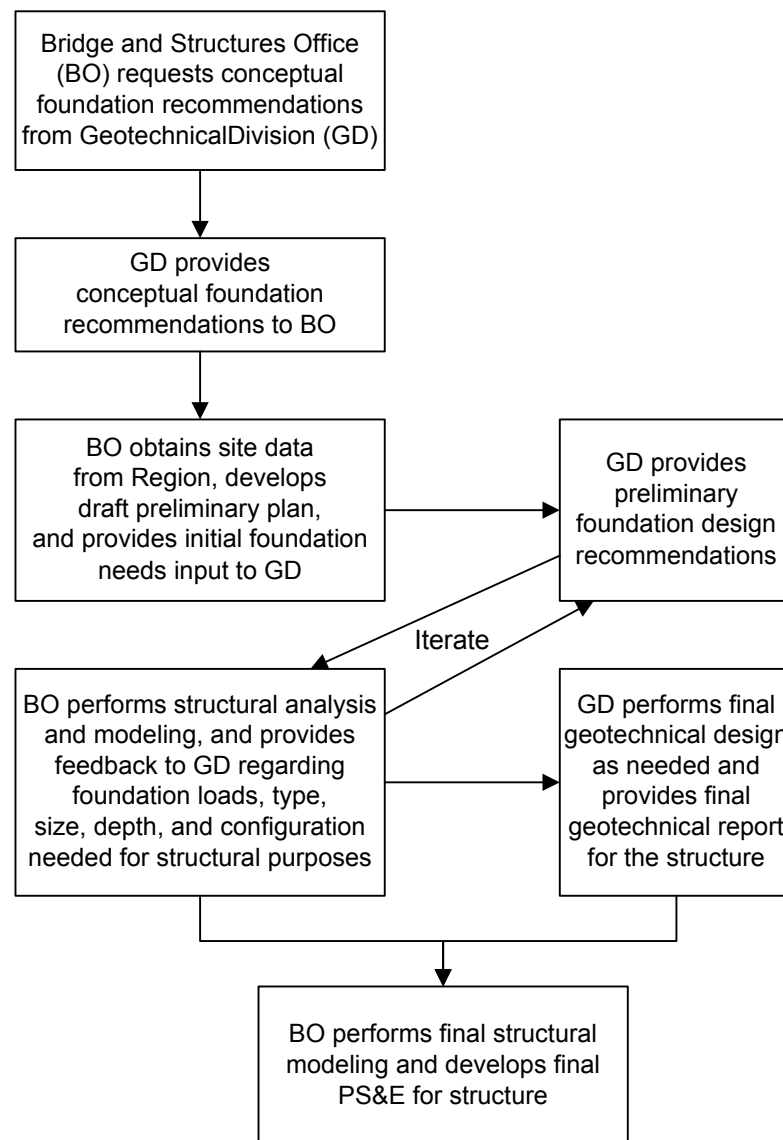 Bridge and Structures Office
(BO) requests conceptual
foundation recommendations
from GeotechnicalDivision (GD)
GD provides
conceptual foundation
recommendations to BO
BO obtains site data
from Region, develops
draft preliminary plan,
and provides initial foundation
needs input to GD
GD provides
preliminary
foundation design
recommendations
Iterate
BO performs structural analysis
and modeling, and provides
feedback to GD regarding
foundation loads, type,
size, depth, and configuration
needed for structural purposes
GD performs final
geotechnical design
as needed and
provides final
geotechnical report
for the structure
BO performs final structural
modeling and develops final
PS&E for structure